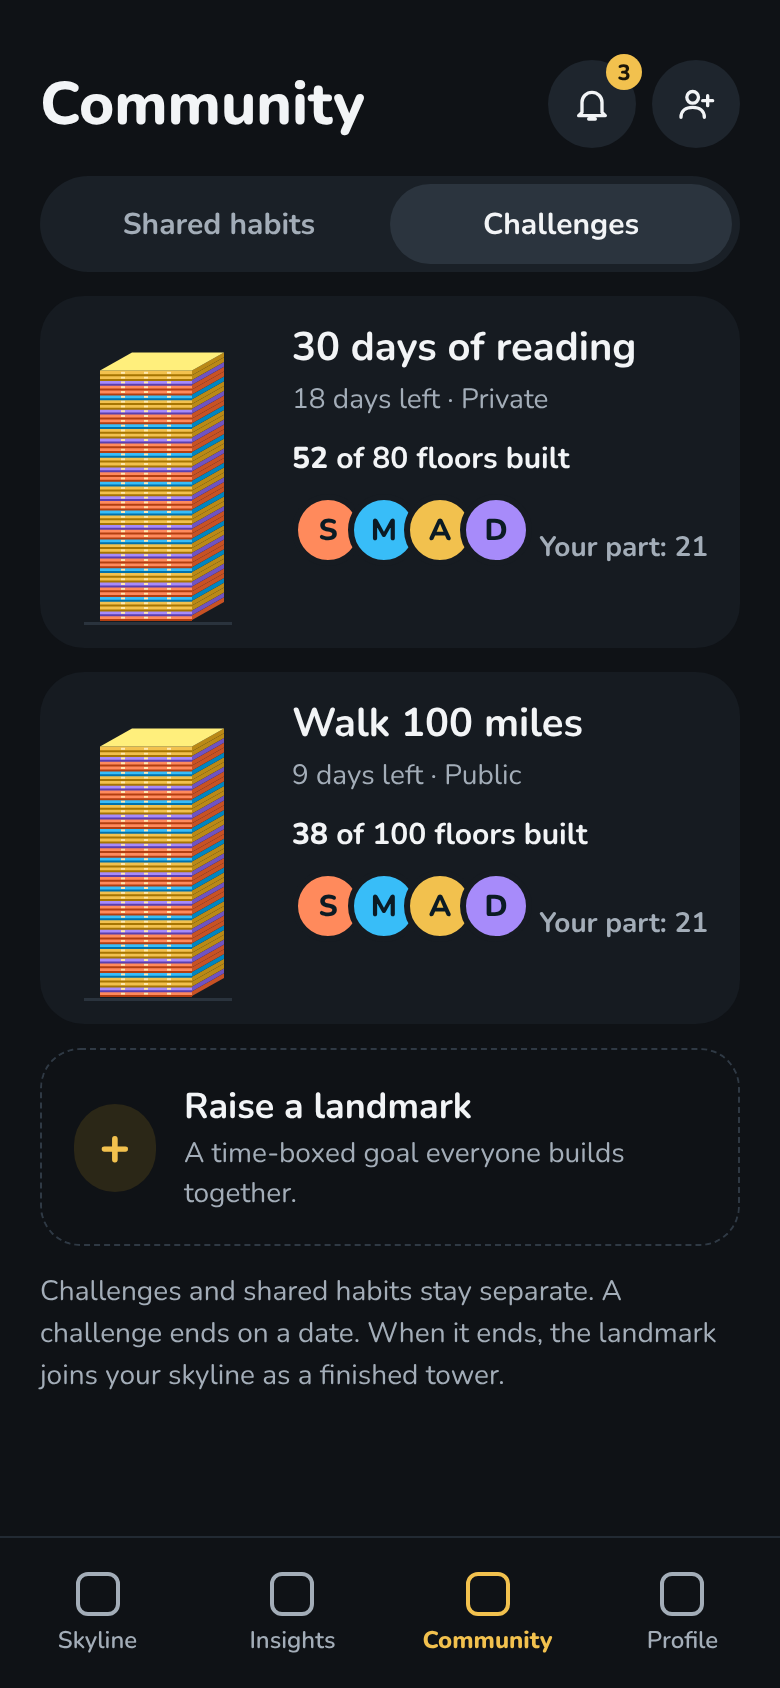 Community
3
Shared habits
Challenges
30 days of reading
18 days left · Private
52 of 80 floors built
S M A D
Your part: 21
Walk 100 miles
9 days left · Public
38 of 100 floors built
S M A D
Your part: 21
Raise a landmark
A time-boxed goal everyone builds
together.
Challenges and shared habits stay separate. A
challenge ends on a date. When it ends, the landmark
joins your skyline as a finished tower.
Skyline
Insights
Community
Profile